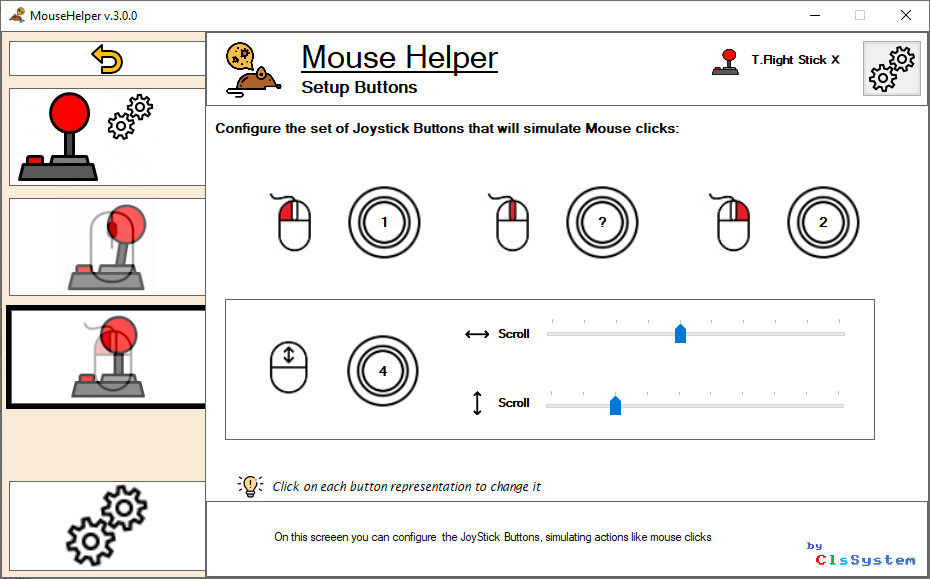 MouseHelper v.3.0.0
Mouse Helper
Setup Buttons
T.Flight Stick X
Configure the set of Joystick Buttons that will simulate Mouse clicks:
1
?
2
Scroll
4
Scroll
Click on each button representation to change it
On this screeen you can configure the JoyStick Buttons, simulating actions like mouse clicks
by
ClsSystem